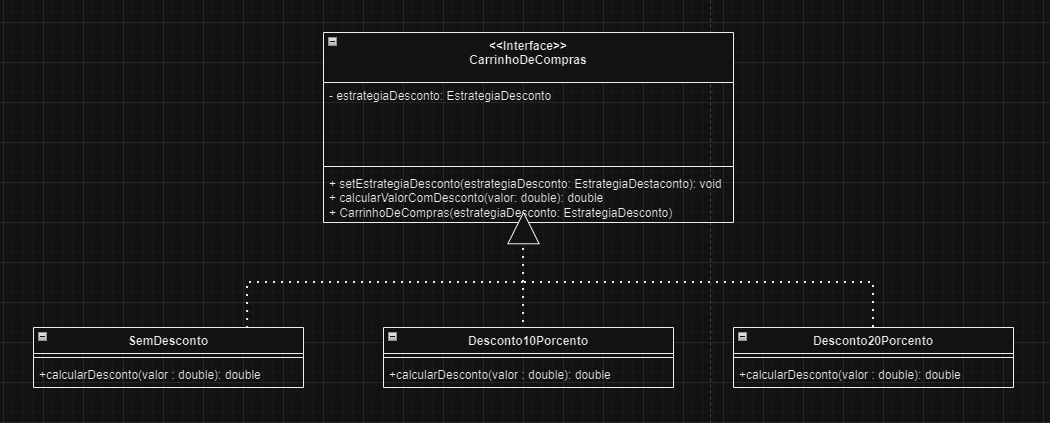 <<Interface>>
CarrinhoDeCompras
- estrategiaDesconto: EstrategiaDesconto
+ setEstrategiaDesconto(estrategiaDesconto: EstrategiaDestaconto): void
+ calcularValorComDesconto(valor: double): double
+ CarrinhoDeCompras(estrategiaDesconto: EstrategiaDesconto)
SemDesconto
+calcularDesconto(valor : double): double
Desconto10Porcento
+calcularDesconto(valor : double): double
Desconto20Porcento
+calcularDesconto(valor : double): double